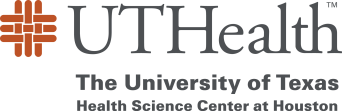 UTHealth™
The University of Texas
Health Science Center at Houston